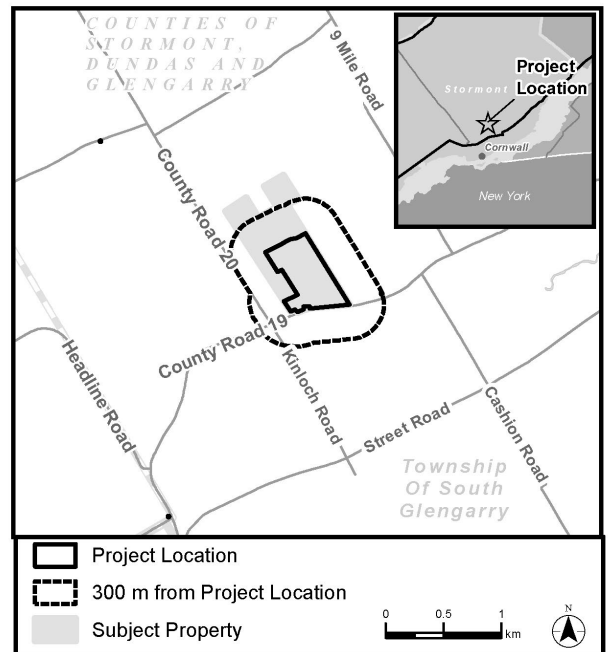 COUNTIES OF
STORMONT,
DUNDAS AND
GLENGARRY
9 Mile Road
Stormont
Project
Location
Cornwall
New York
County Road 20
County Road 19
Kinloch Road
Headline Road
Street Road
Cashion Road
Township
Of South
Glengarry
Project Location
300 m from Project Location
Subject Property
0 0.5 1
km
N